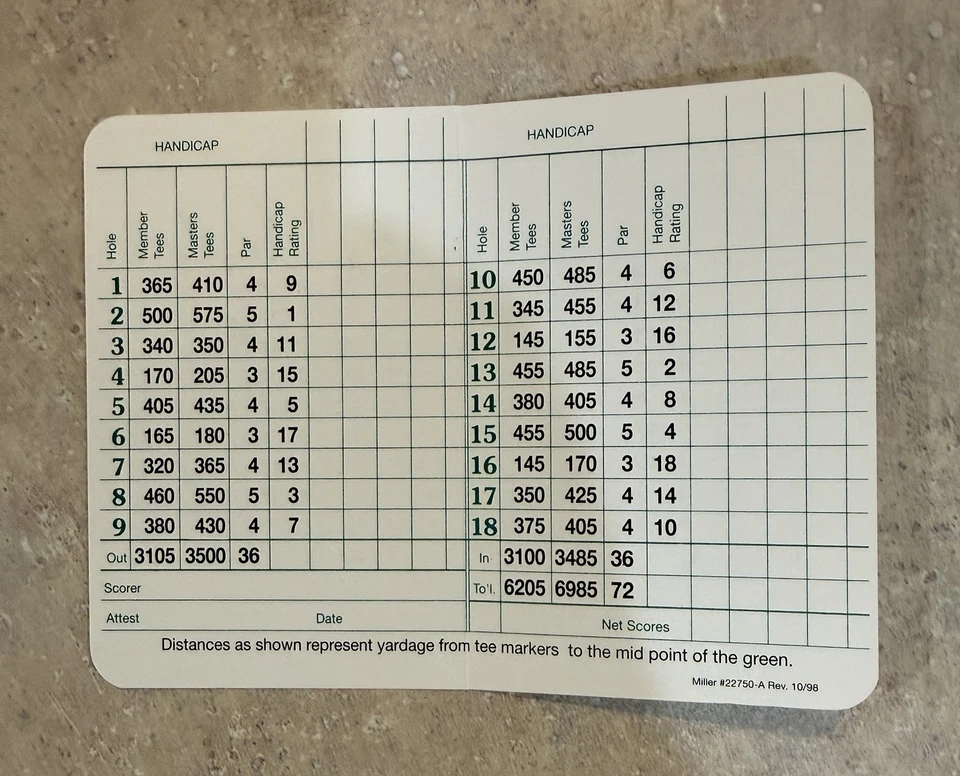 HANDICAP
Hole Member Tees Masters Tees Par Handicap Rating
1 365 410 4 9
2 500 575 5 1
3 340 350 4 11
4 170 205 3 15
5 405 435 4 5
6 165 180 3 17
7 320 365 4 13
8 460 550 5 3
9 380 430 4 7
Out 3105 3500 36
Scorer
Attest Date
HANDICAP
Hole Member Tees Masters Tees Par Handicap Rating
10 450 485 4 6
11 345 455 4 12
12 145 155 3 16
13 455 485 5 2
14 380 405 4 8
15 455 500 5 4
16 145 170 3 18
17 350 425 4 14
18 375 405 4 10
In 3100 3485 36
To'l. 6205 6985 72
Net Scores
Distances as shown represent yardage from tee markers to the mid point of the green.
Miller #22750-A Rev. 10/98